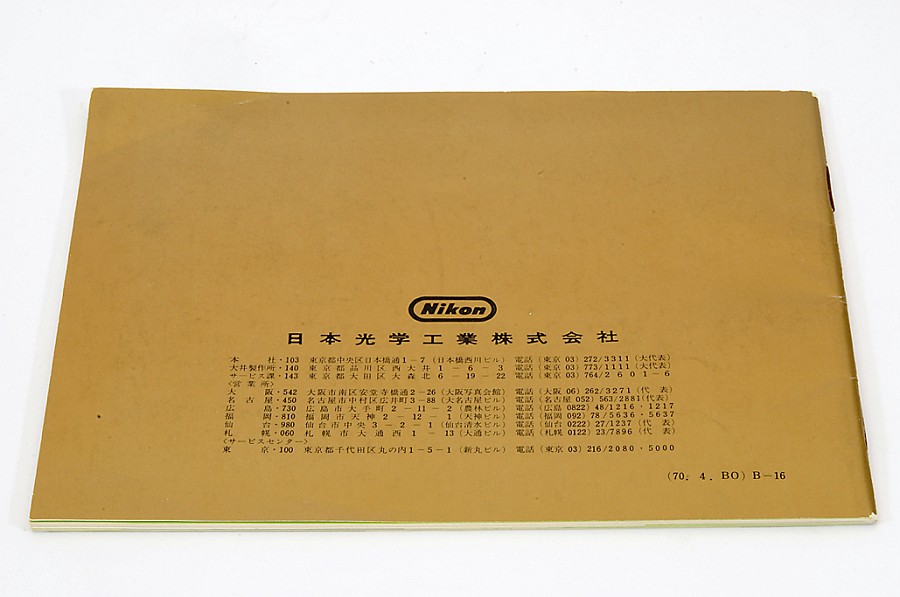 Nikon
日本光学工業株式会社
本社・103 東京都中央区日本橋通1-7（日本橋西川ビル） 電話（東京 03）272/3311（大代表）
大井製作所・140 東京都品川区西大井1-6-3 電話（東京 03）773/1111（大代表）
サービス課・143 東京都大田区大森北6-19-22 電話（東京 03）764/2601-6
〈営業所〉
大阪・542 大阪市南区安堂寺橋通2-26（大阪写真会館） 電話（大阪 06）262/3271（代表）
名古屋・450 名古屋市中村区広井町3-88（大名古屋ビル） 電話（名古屋 052）563/2881（代表）
広島・730 広島市大手町2-11-2（農林ビル） 電話（広島 0822）48/1216・1217
福岡・810 福岡市天神2-12-1（天神ビル） 電話（福岡 092）78/5636・5637
仙台・980 仙台市中央3-2-1（仙台清水ビル） 電話（仙台 0222）27/1237（代表）
札幌・060 札幌市大通西1-13（大通ビル） 電話（札幌 0122）23/7896（代表）
〈サービスセンター〉
東京・100 東京都千代田区丸の内1-5-1（新丸ビル） 電話（東京 03）216/2080・5000
（70. 4. BO）B-16